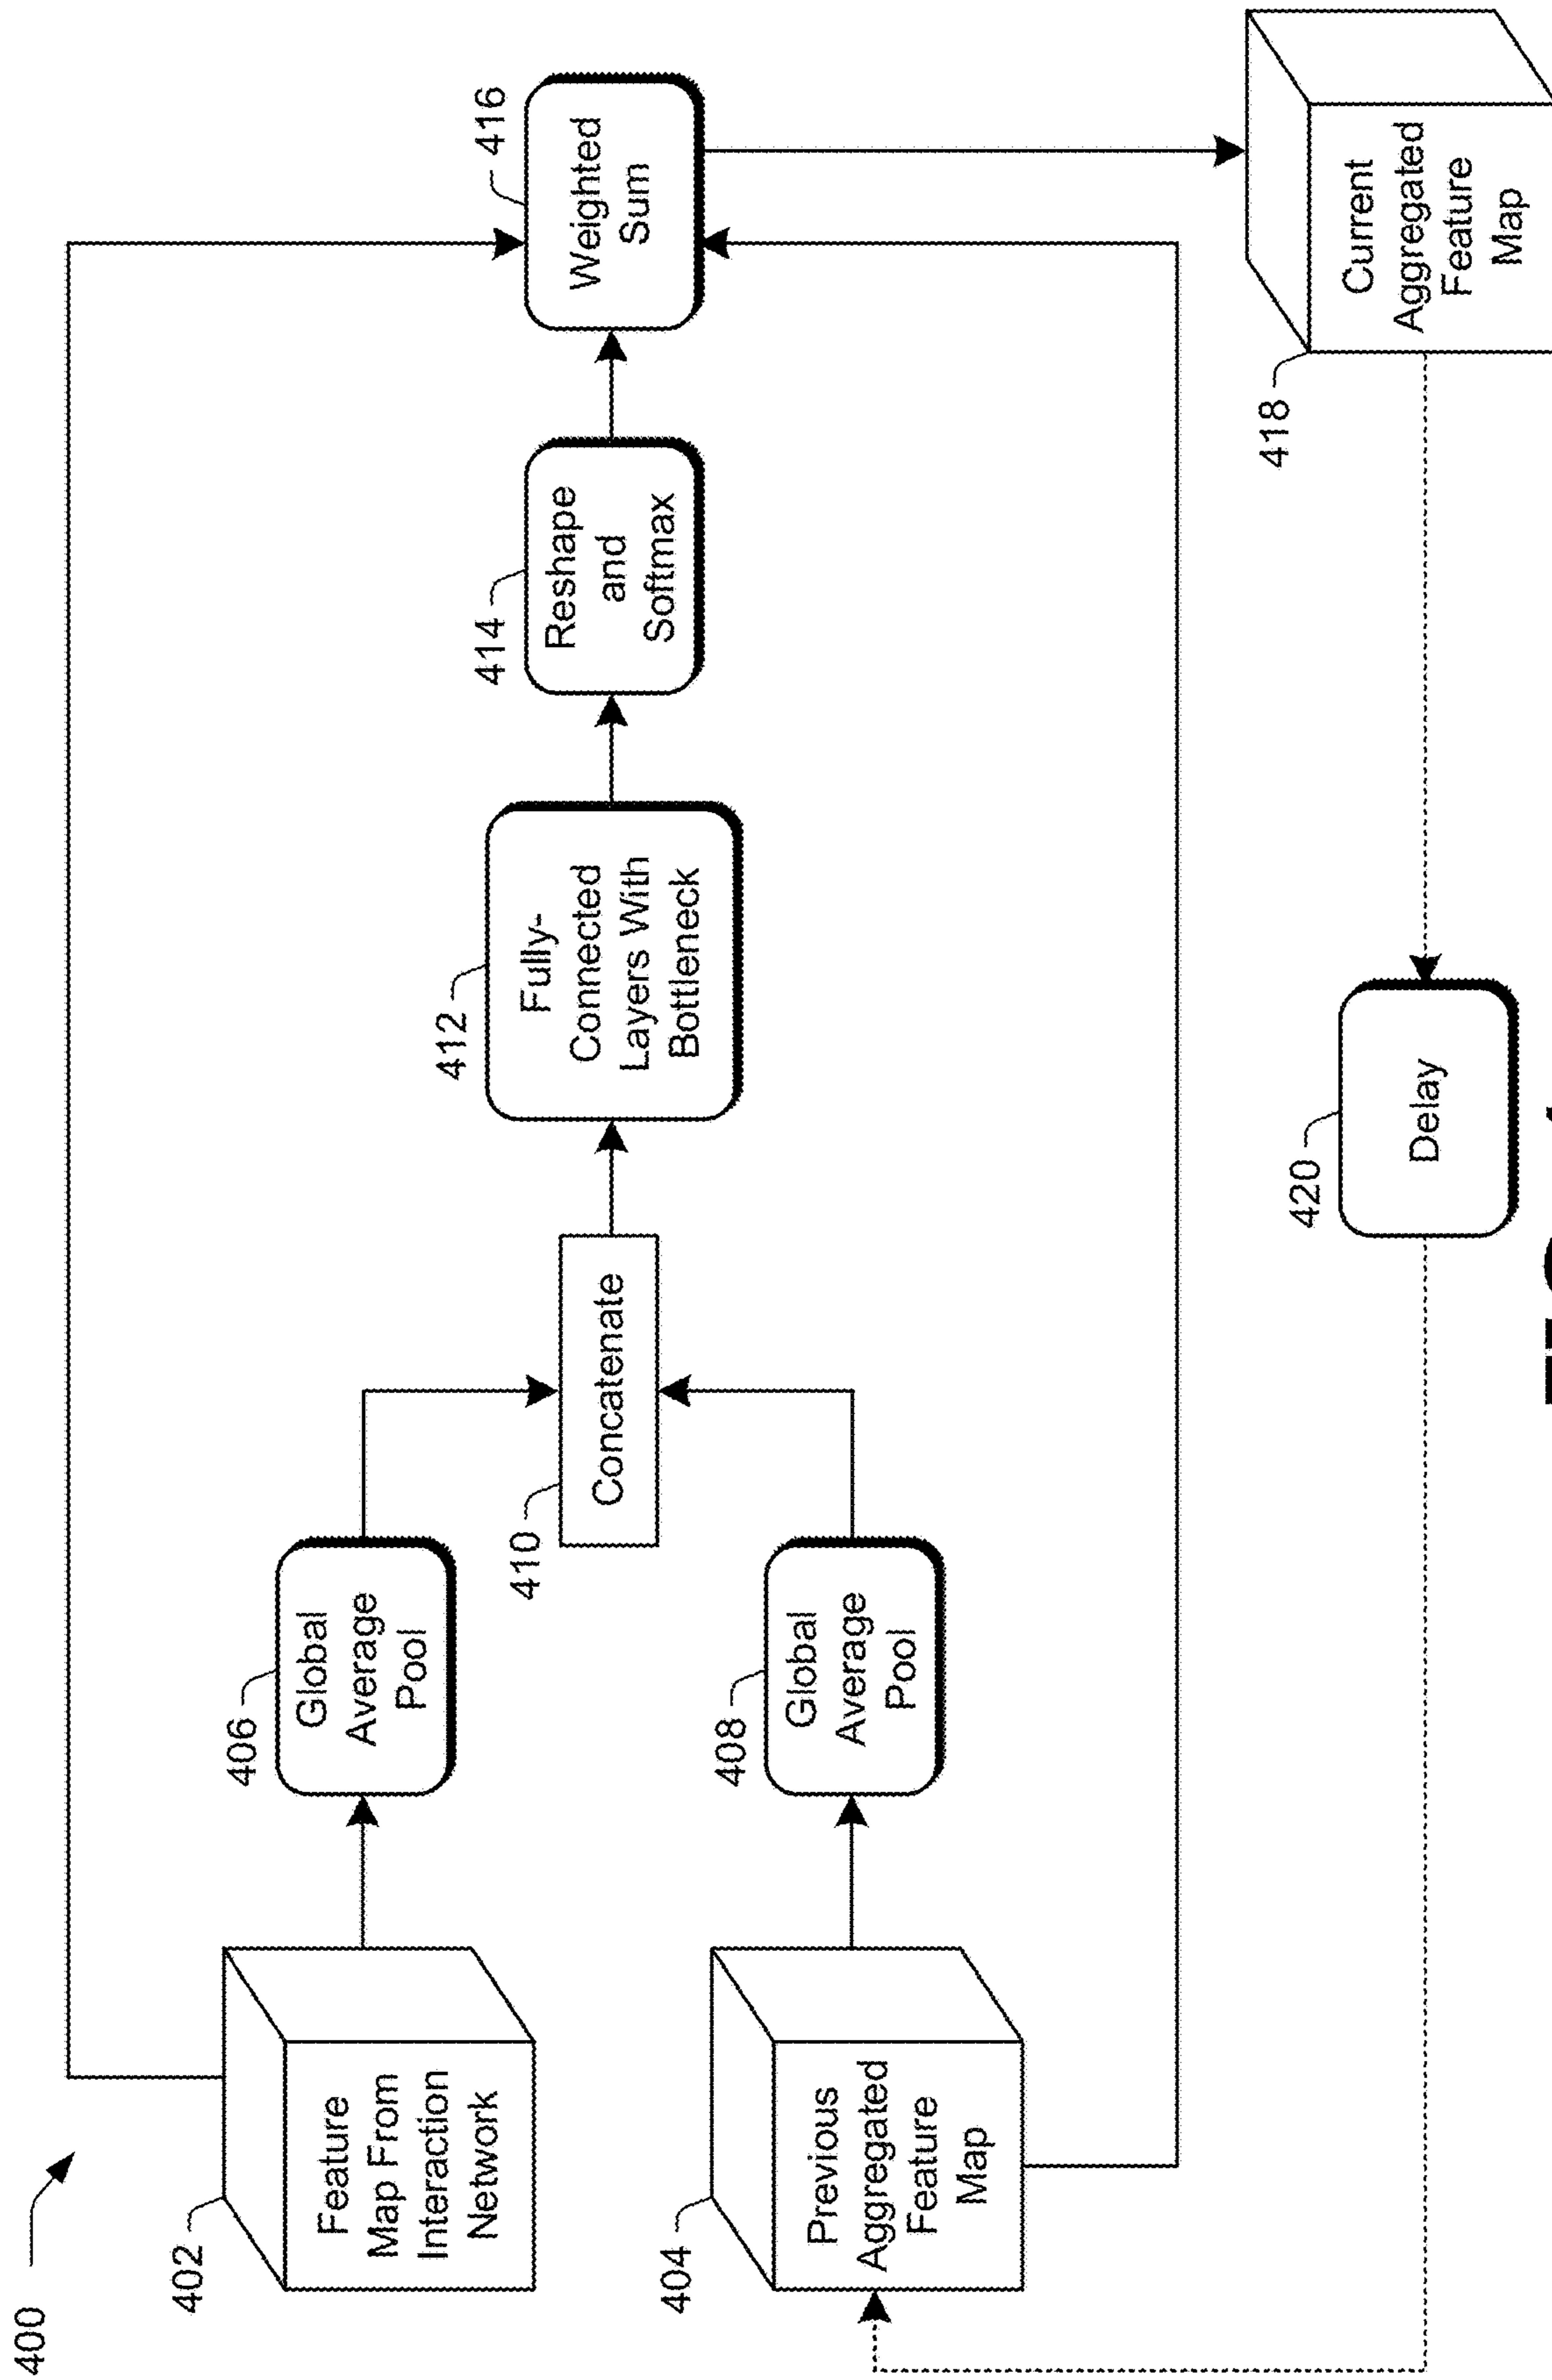 400
402
Feature
Map From
Interaction
Network
404
Previous
Aggregated
Feature
Map
406
Global
Average
Pool
408
Global
Average
Pool
410
Concatenate
412
Fully-
Connected
Layers With
Bottleneck
414
Reshape
and
Softmax
416
Weighted
Sum
418
Current
Aggregated
Feature
Map
420
Delay